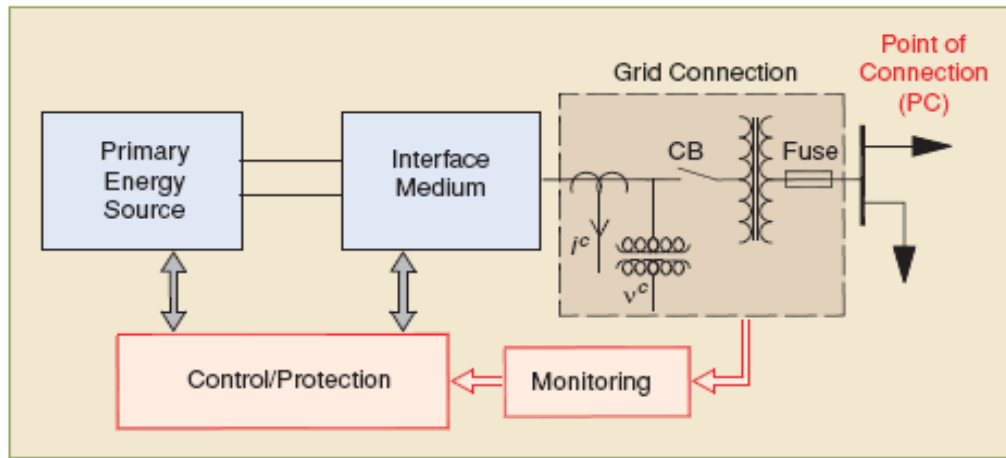 Point of
Connection
(PC)
Grid Connection
Primary
Energy
Source
Interface
Medium
CB
Fuse
i^c
v^c
Control/Protection
Monitoring